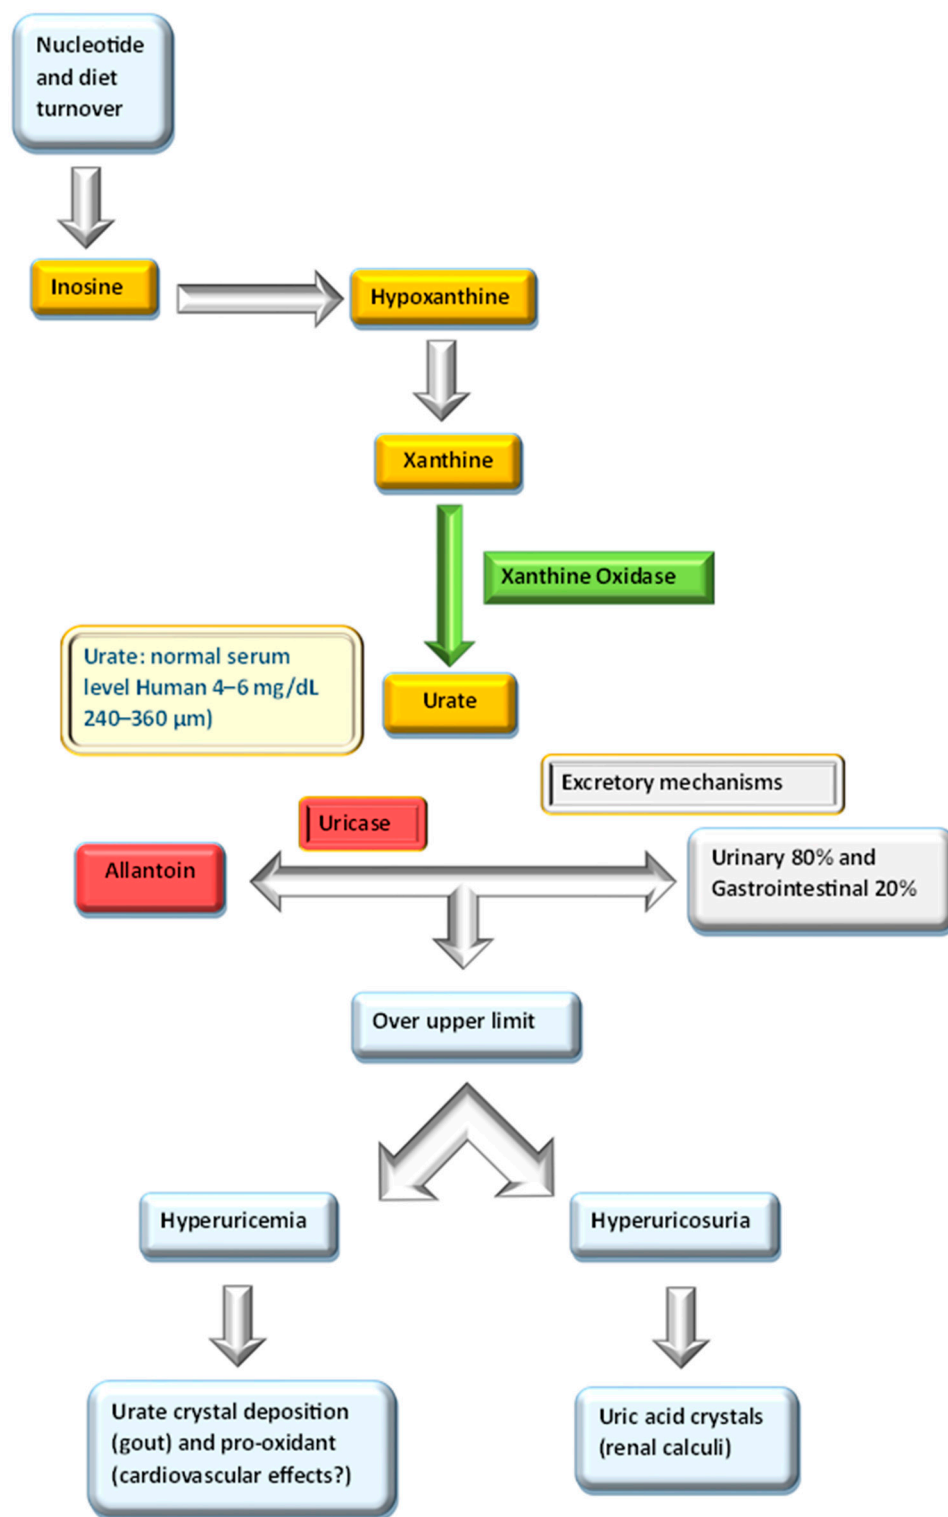 Nucleotide
and diet
turnover
Inosine
Hypoxanthine
Xanthine
Xanthine Oxidase
Urate: normal serum
level Human 4–6 mg/dL
240–360 μm)
Urate
Excretory mechanisms
Uricase
Allantoin
Urinary 80% and
Gastrointestinal 20%
Over upper limit
Hyperuricemia
Hyperuricosuria
Urate crystal deposition
(gout) and pro-oxidant
(cardiovascular effects?)
Uric acid crystals
(renal calculi)